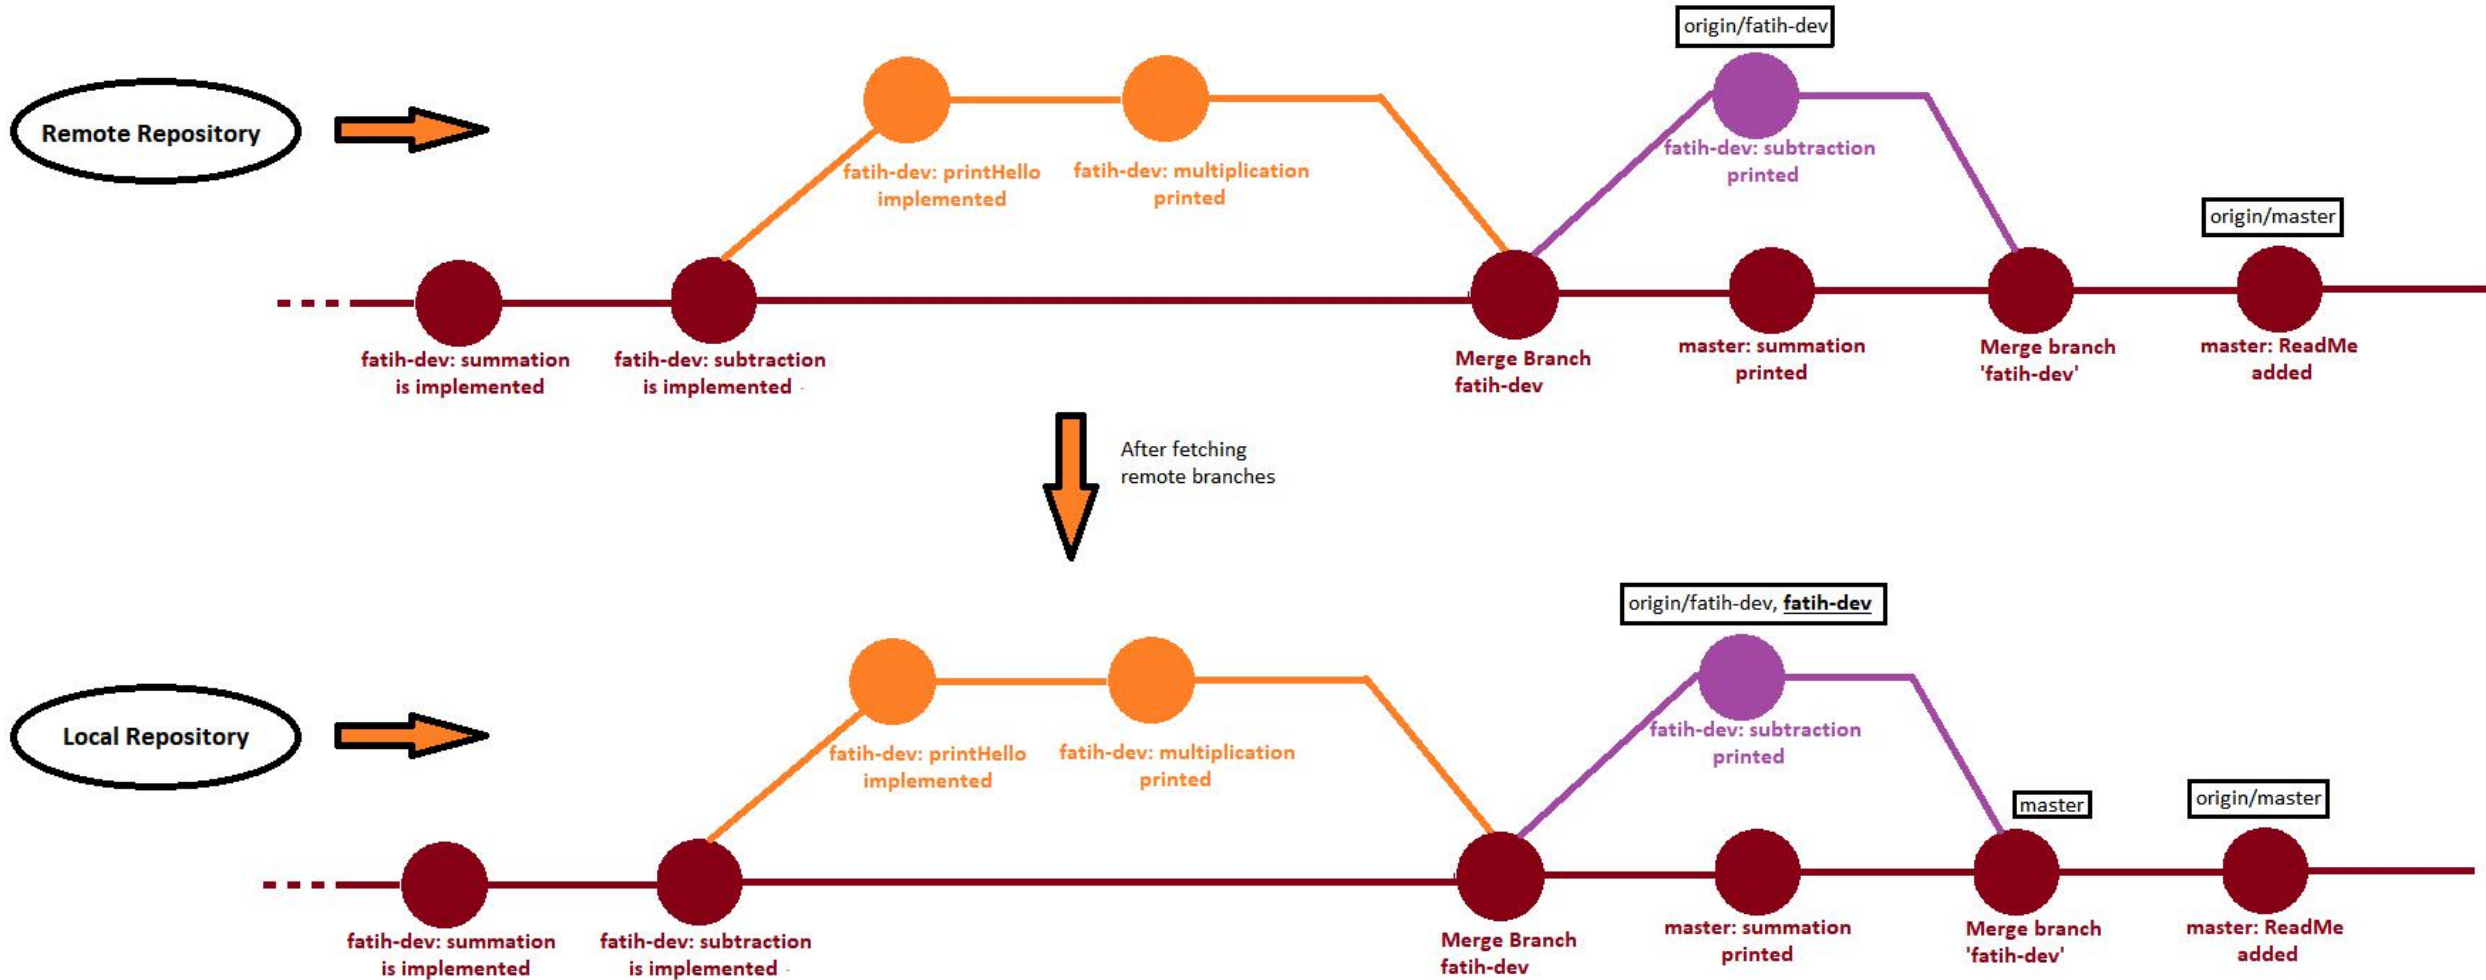 origin/fatih-dev
Remote Repository
fatih-dev: printHello
implemented
fatih-dev: multiplication
printed
fatih-dev: subtraction
printed
origin/master
fatih-dev: summation
is implemented
fatih-dev: subtraction
is implemented
Merge Branch
fatih-dev
master: summation
printed
Merge branch
'fatih-dev'
master: ReadMe
added
After fetching
remote branches
origin/fatih-dev, fatih-dev
Local Repository
fatih-dev: printHello
implemented
fatih-dev: multiplication
printed
fatih-dev: subtraction
printed
master
origin/master
fatih-dev: summation
is implemented
fatih-dev: subtraction
is implemented
Merge Branch
fatih-dev
master: summation
printed
Merge branch
'fatih-dev'
master: ReadMe
added